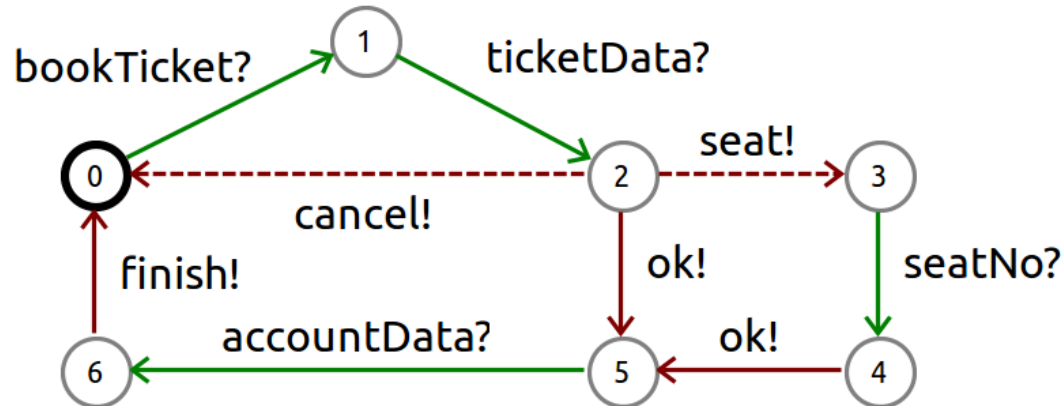 1
bookTicket?
ticketData?
seat!
0
2
3
cancel!
finish!
ok!
seatNo?
accountData?
ok!
6
5
4